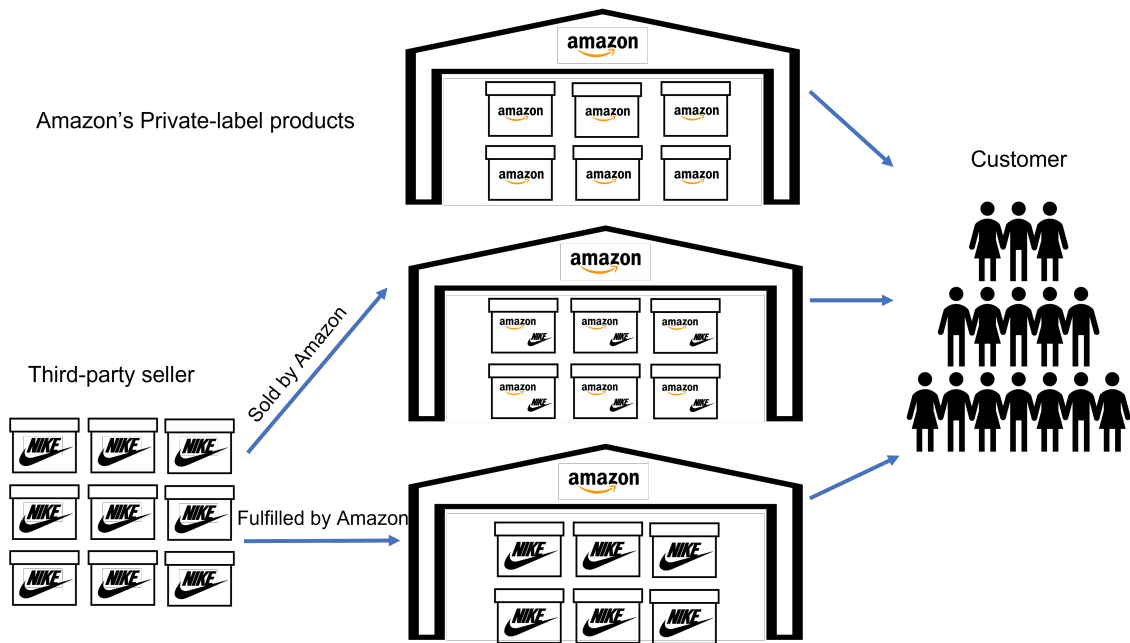 amazon
Amazon's Private-label products
amazon amazon amazon
amazon amazon amazon
Customer
amazon
Sold by Amazon
amazon amazon amazon
NIKE NIKE NIKE
amazon amazon amazon
NIKE NIKE NIKE
Third-party seller
NIKE NIKE NIKE
NIKE NIKE NIKE
NIKE NIKE NIKE
Fulfilled by Amazon
amazon
NIKE NIKE NIKE
NIKE NIKE NIKE